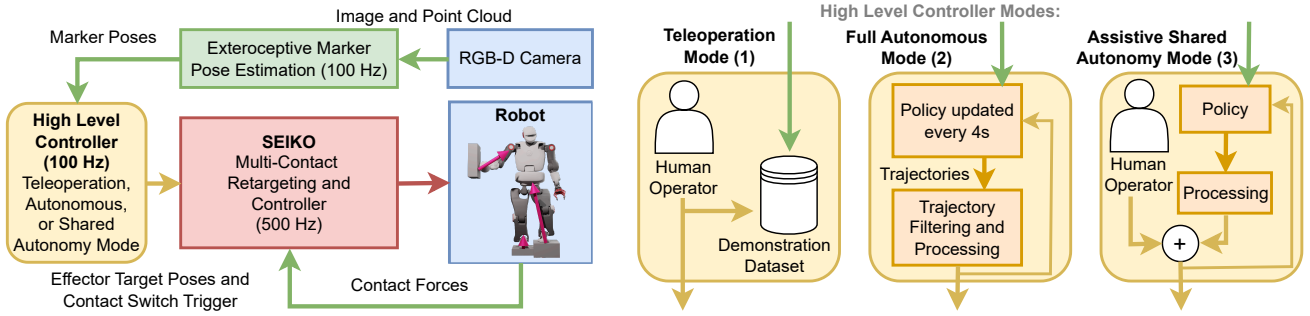 Image and Point Cloud
Marker Poses
Exteroceptive Marker
Pose Estimation (100 Hz)
RGB-D Camera
High Level
Controller
(100 Hz)
Teleoperation,
Autonomous,
or Shared
Autonomy Mode
SEIKO
Multi-Contact
Retargeting and
Controller
(500 Hz)
Robot
Effector Target Poses and
Contact Switch Trigger
Contact Forces
High Level Controller Modes:
Teleoperation
Mode (1)
Human
Operator
Demonstration
Dataset
Full Autonomous
Mode (2)
Policy updated
every 4s
Trajectories
Trajectory
Filtering and
Processing
Assistive Shared
Autonomy Mode (3)
Human
Operator
Policy
Processing
+